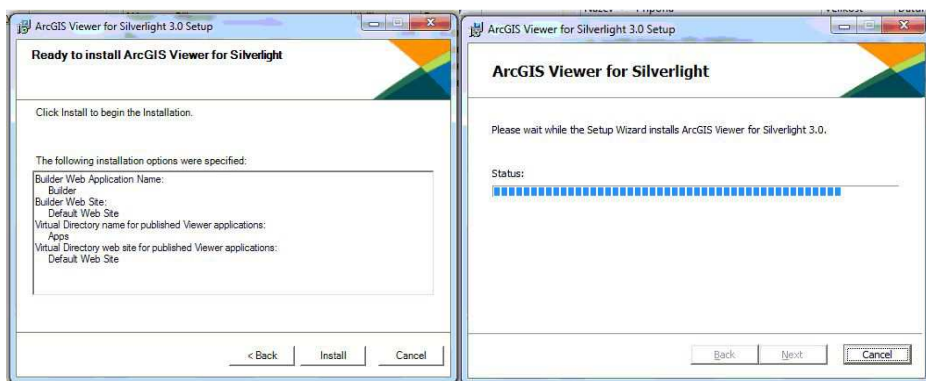 ArcGIS Viewer for Silverlight 3.0 Setup
Ready to install ArcGIS Viewer for Silverlight
Click Install to begin the Installation.
The following installation options were specified:
Builder Web Application Name:
Builder
Builder Web Site:
Default Web Site
Virtual Directory name for published Viewer applications:
Apps
Virtual Directory web site for published Viewer applications:
Default Web Site
< Back Install Cancel
ArcGIS Viewer for Silverlight 3.0 Setup
ArcGIS Viewer for Silverlight
Please wait while the Setup Wizard installs ArcGIS Viewer for Silverlight 3.0.
Status:
Back Next Cancel